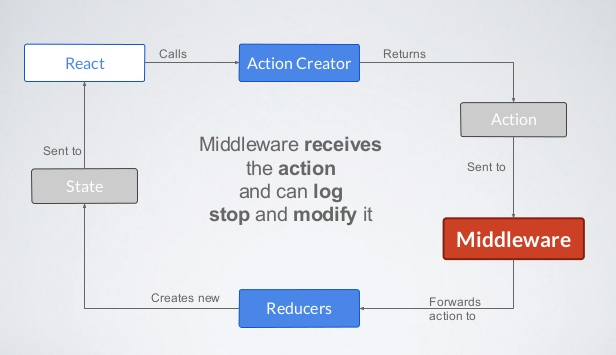 React
Calls
Action Creator
Returns
Action
Sent to
Middleware
Forwards
action to
Reducers
Creates new
State
Sent to
Middleware receives
the action
and can log
stop and modify it